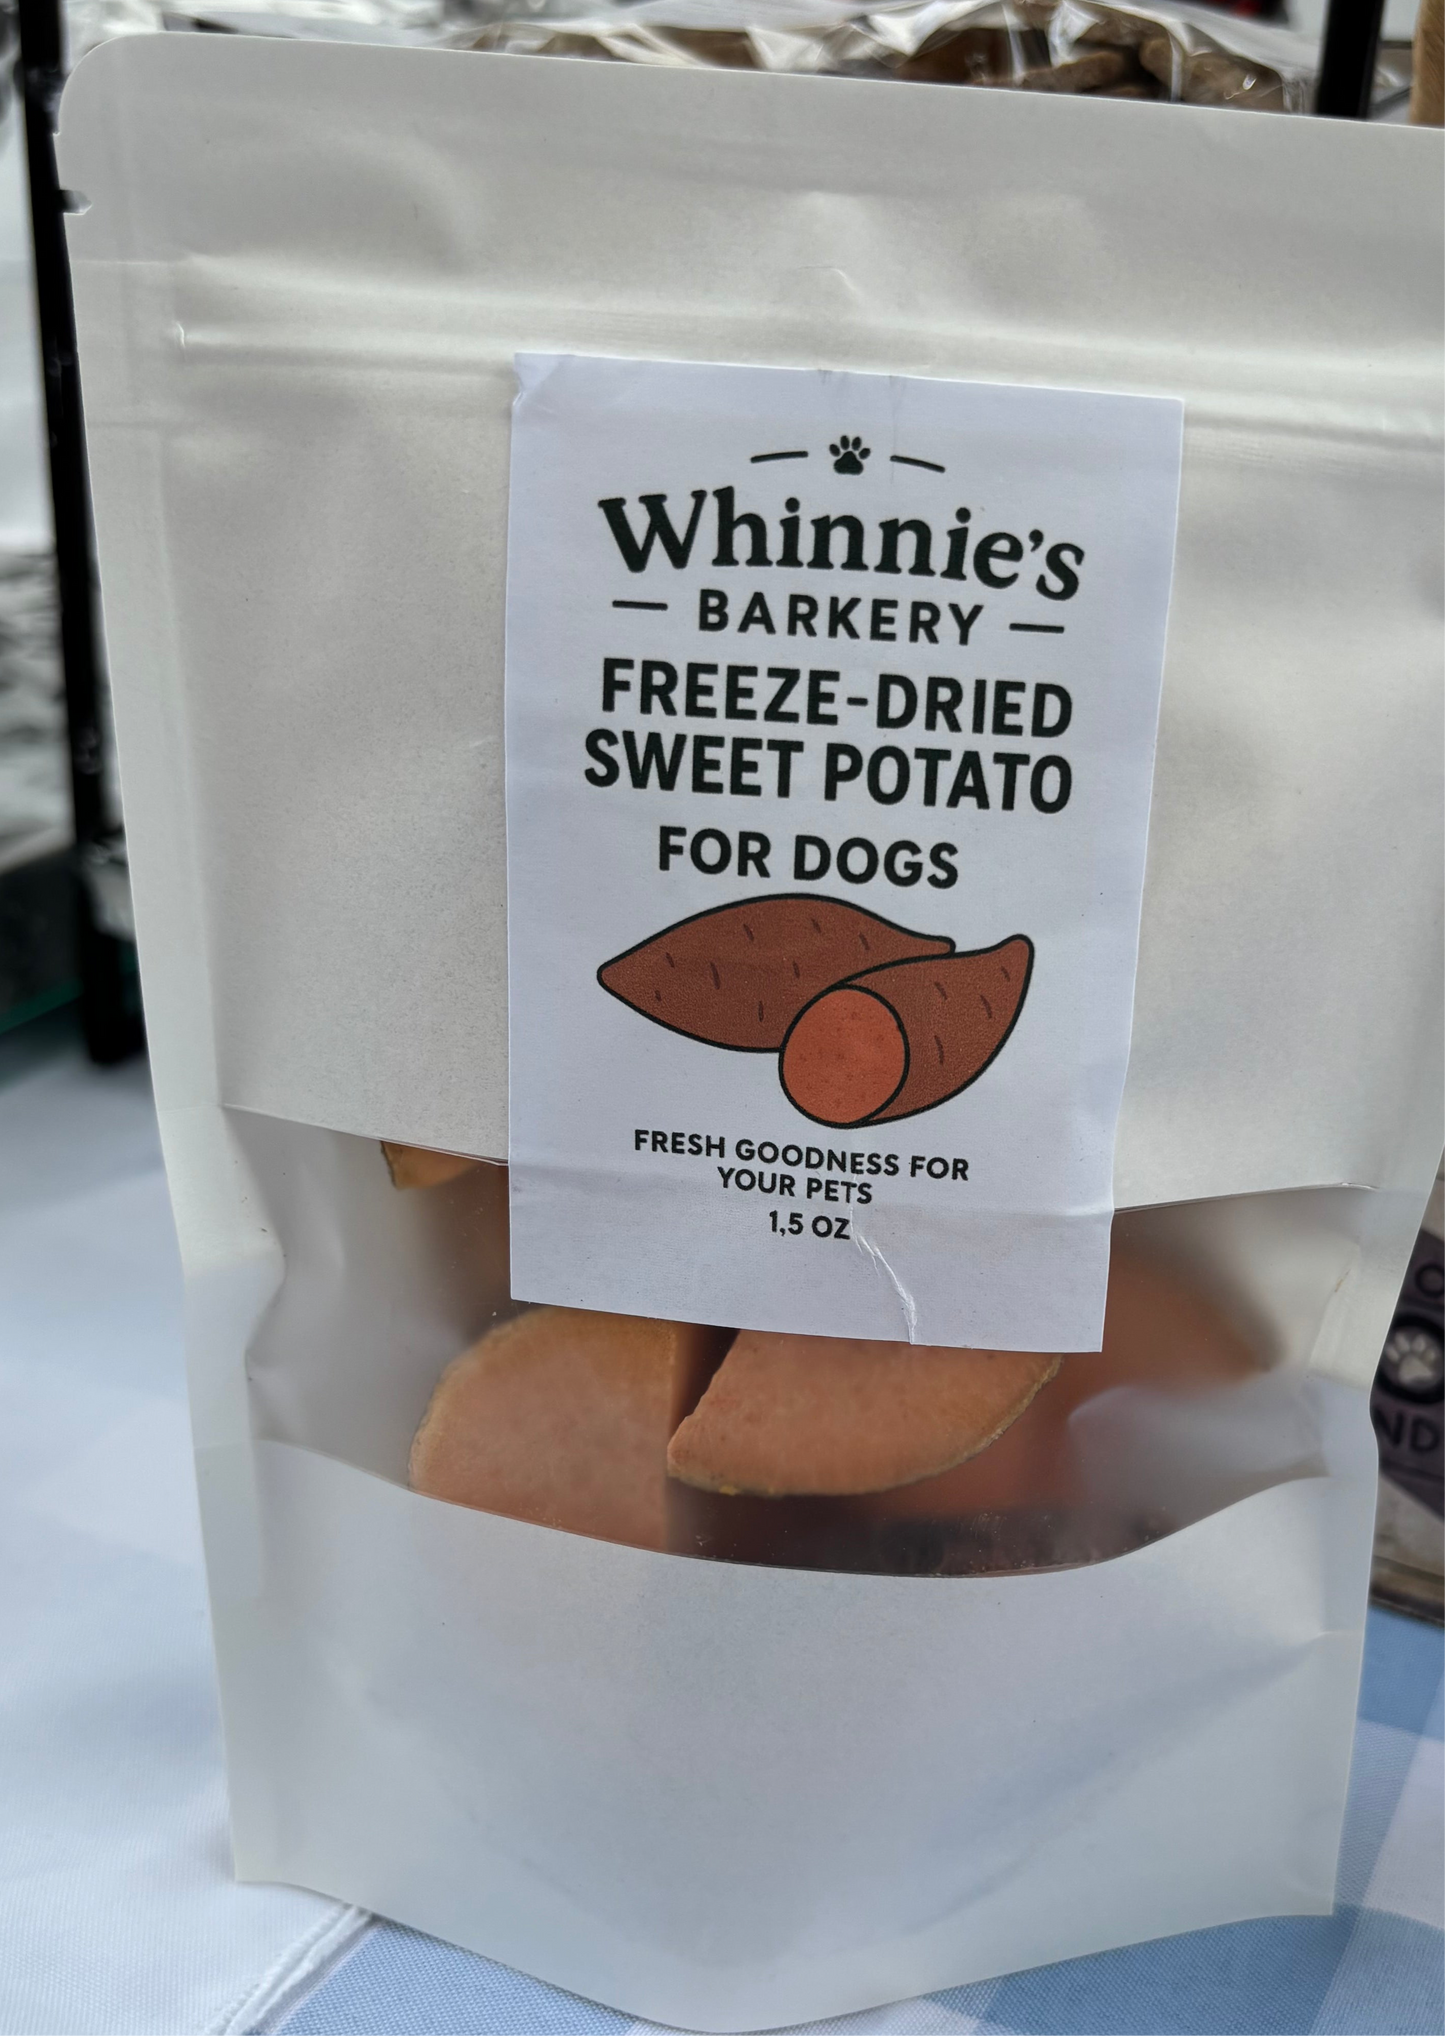 Whinnie's
BARKERY
FREEZE-DRIED
SWEET POTATO
FOR DOGS
FRESH GOODNESS FOR
YOUR PETS
1,5 OZ